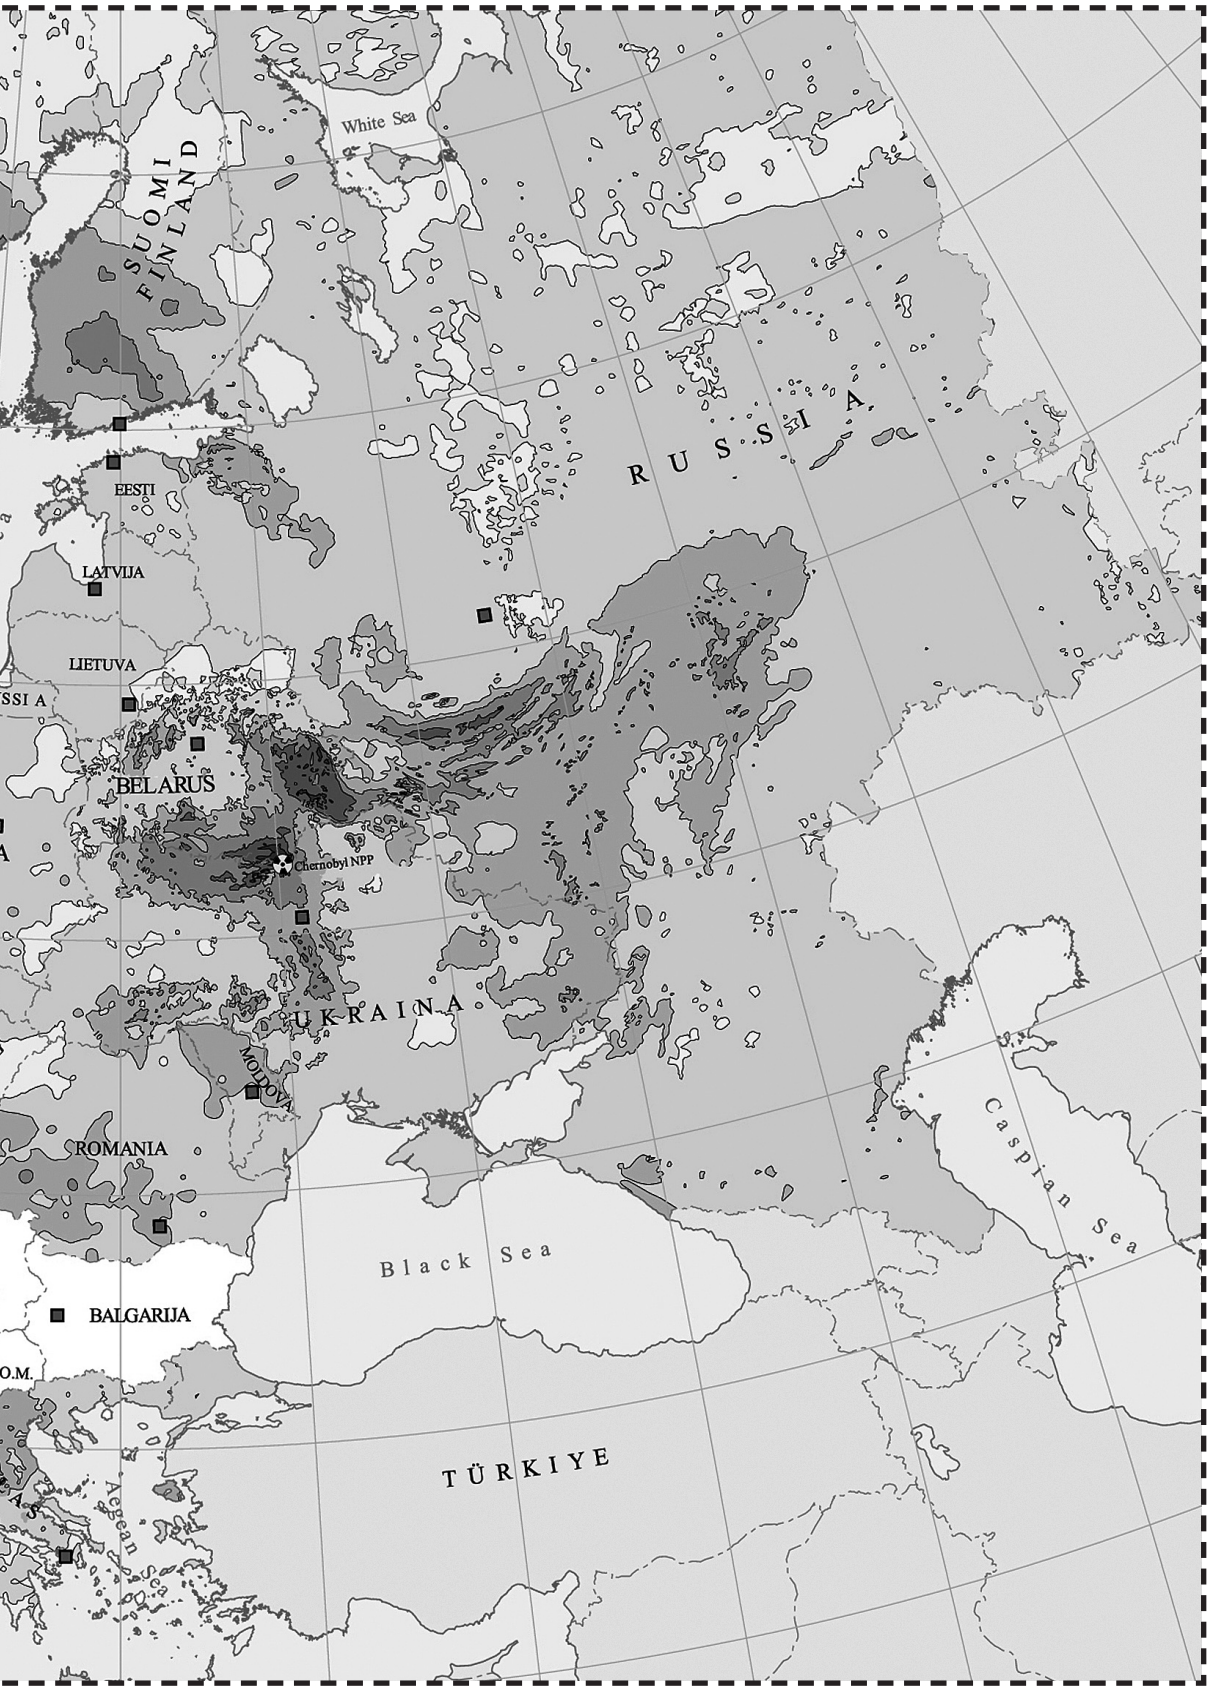 White Sea
SUOMI
FINLAND
RUSSIA
EESTI
LATVIJA
LIETUVA
SSI A
BELARUS
A
Chernobyl NPP
UKRAINA
MOLDOVA
ROMANIA
Caspian Sea
Black Sea
BALGARIJA
O.M.
TÜRKIYE
AS
Aegean Sea